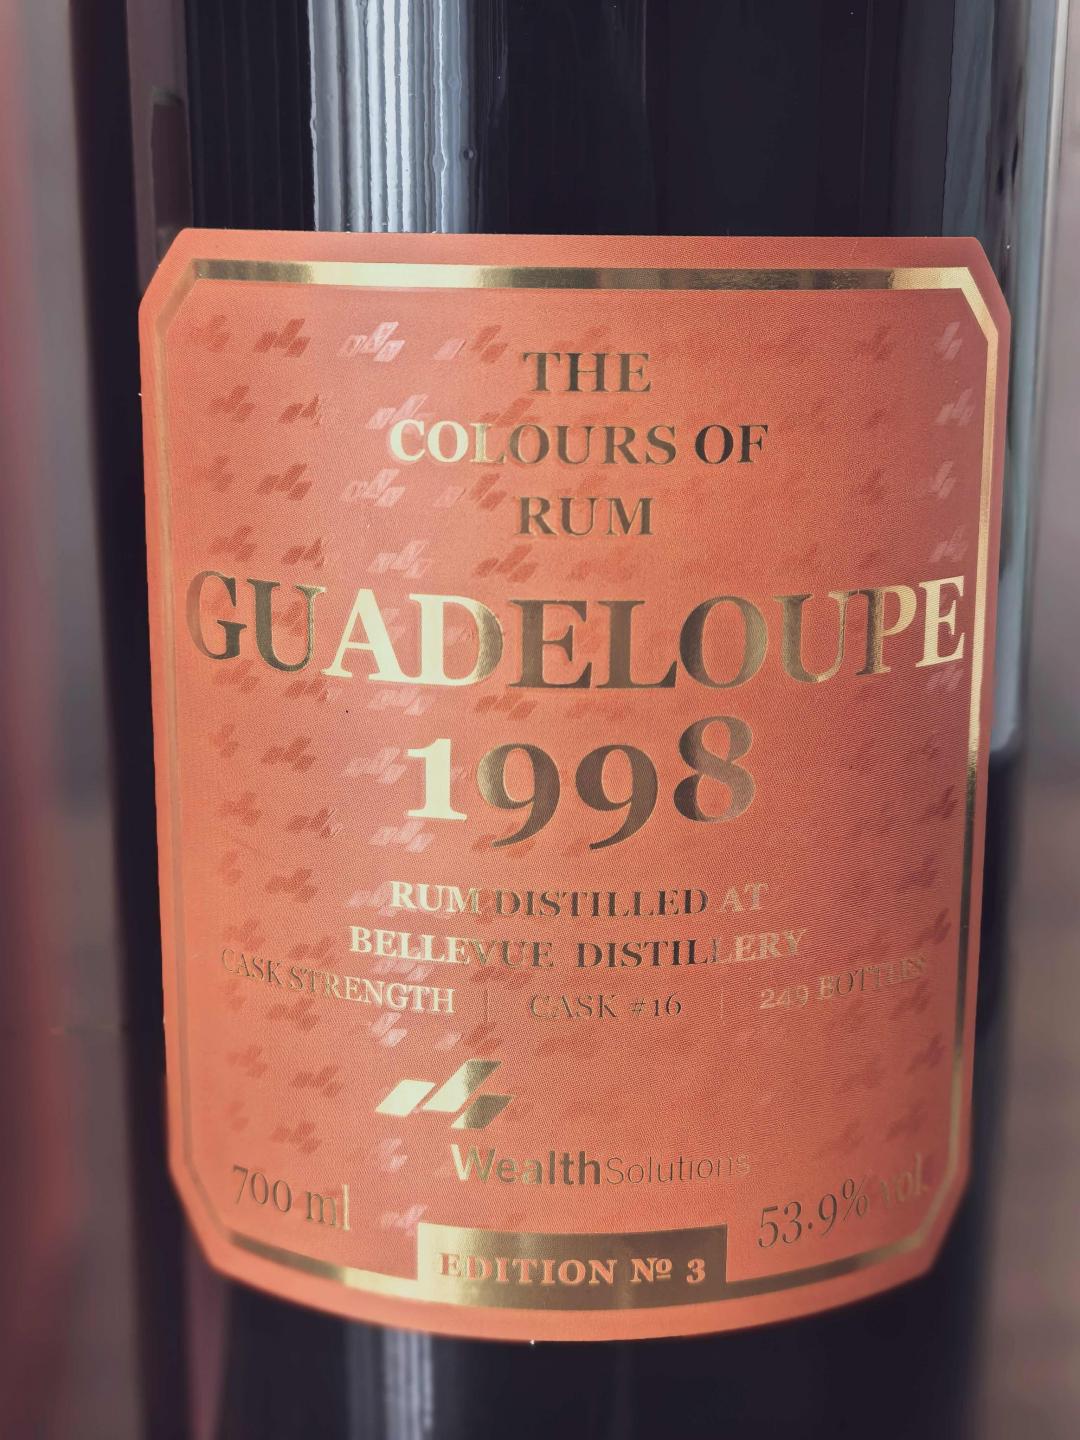 THE
COLOURS OF
RUM
GUADELOUPE
1998
RUM DISTILLED AT
BELLEVUE DISTILLERY
CASK STRENGTH | CASK #16 | 249 BOTTLES
WealthSolutions
700 ml 53.9% vol.
EDITION № 3